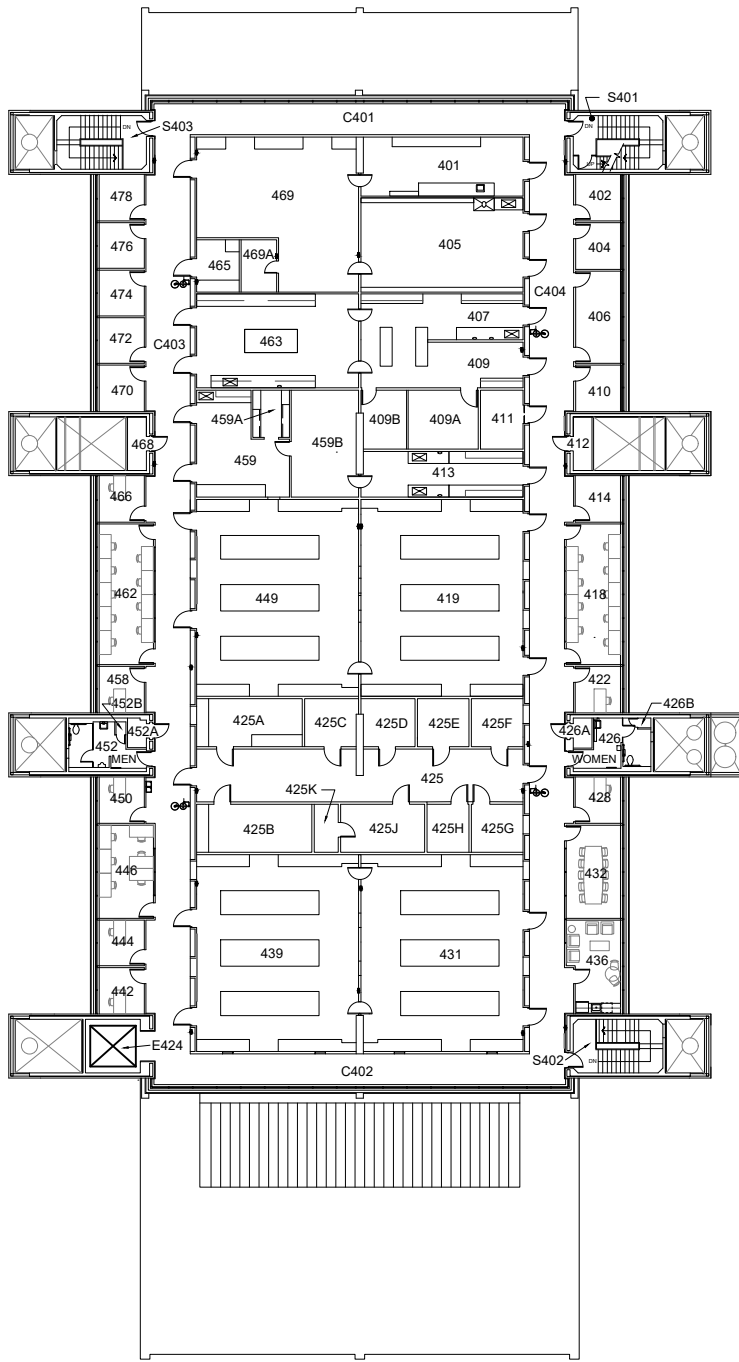 S401
C401
S403
DN
DN
UP
401
478
469
402
476
405
404
465
469A
474
C404
406
407
472
C403
463
409
470
410
459A
409B
409A
411
459B
468
412
459
413
466
414
462
449
419
418
458
422
452B
426B
425A
425C
425D
425E
425F
452A
426A
452
426
MEN
WOMEN
425
450
425K
428
425B
425J
425H
425G
446
432
444
439
431
436
442
E424
S402
DN
C402